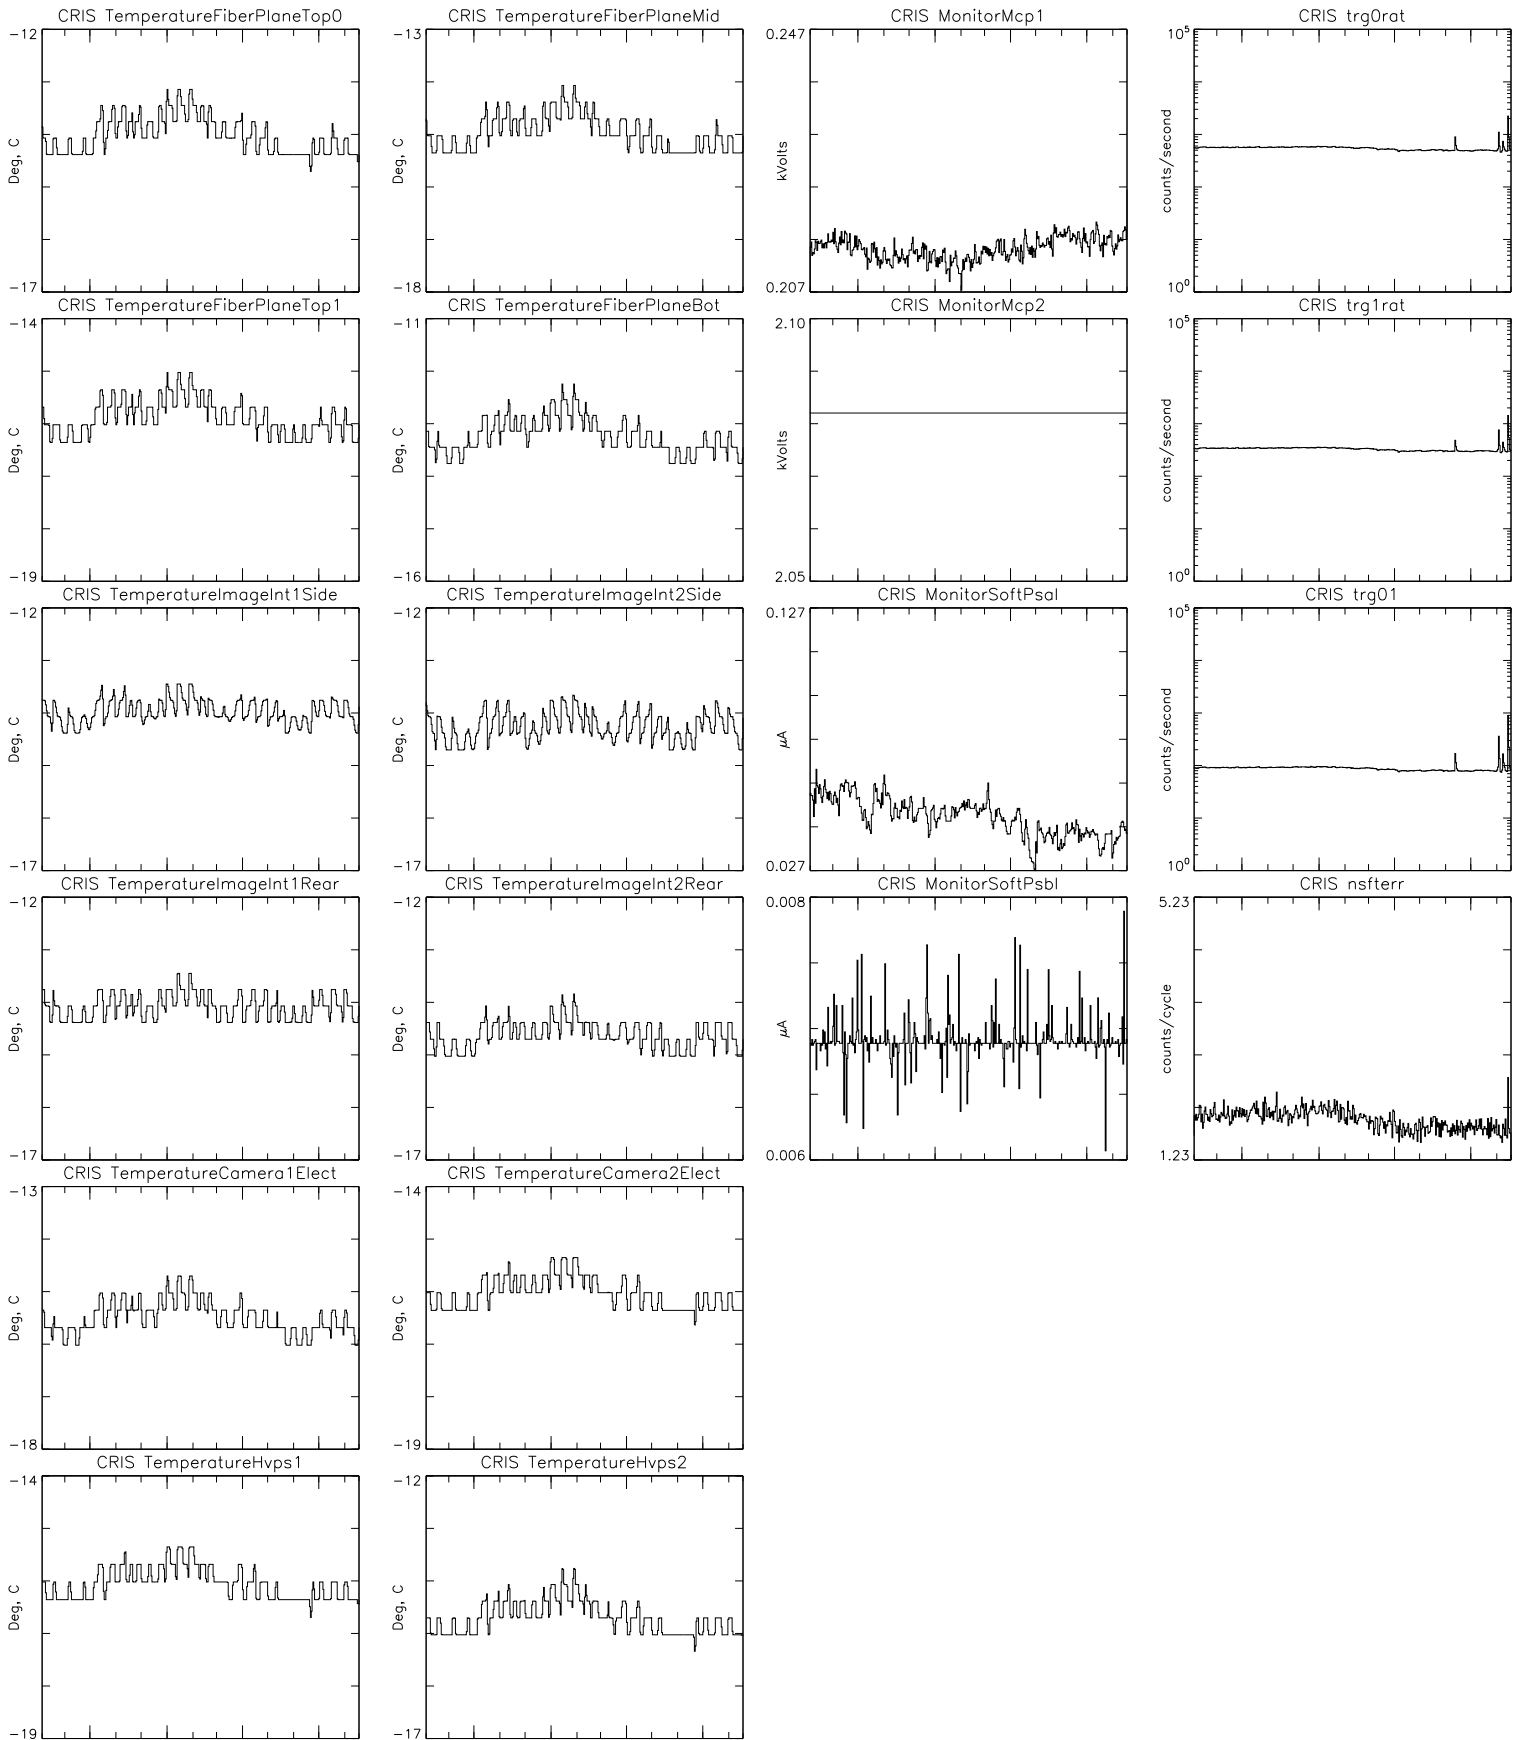 CRIS TemperatureFiberPlaneTop0
-12
Deg, C
-17
CRIS TemperatureFiberPlaneMid
-13
Deg, C
-18
CRIS MonitorMcp1
0.247
kVolts
0.207
CRIS trg0rat
10^5
counts/second
10^0
CRIS TemperatureFiberPlaneTop1
-14
Deg, C
-19
CRIS TemperatureFiberPlaneBot
-11
Deg, C
-16
CRIS MonitorMcp2
2.10
kVolts
2.05
CRIS trg1rat
10^5
counts/second
10^0
CRIS TemperatureImageInt1Side
-12
Deg, C
-17
CRIS TemperatureImageInt2Side
-12
Deg, C
-17
CRIS MonitorSoftPsaI
0.127
μA
0.027
CRIS trg01
10^5
counts/second
10^0
CRIS TemperatureImageInt1Rear
-12
Deg, C
-17
CRIS TemperatureImageInt2Rear
-12
Deg, C
-17
CRIS MonitorSoftPsbI
0.008
μA
0.006
CRIS nsfterr
5.23
counts/cycle
1.23
CRIS TemperatureCamera1Elect
-13
Deg, C
-18
CRIS TemperatureCamera2Elect
-14
Deg, C
-19
CRIS TemperatureHvps1
-14
Deg, C
-19
CRIS TemperatureHvps2
-12
Deg, C
-17